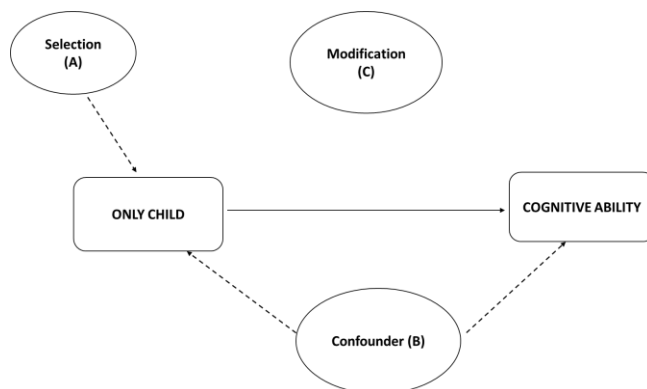 Selection
(A)
Modification
(C)
ONLY CHILD
COGNITIVE ABILITY
Confounder (B)